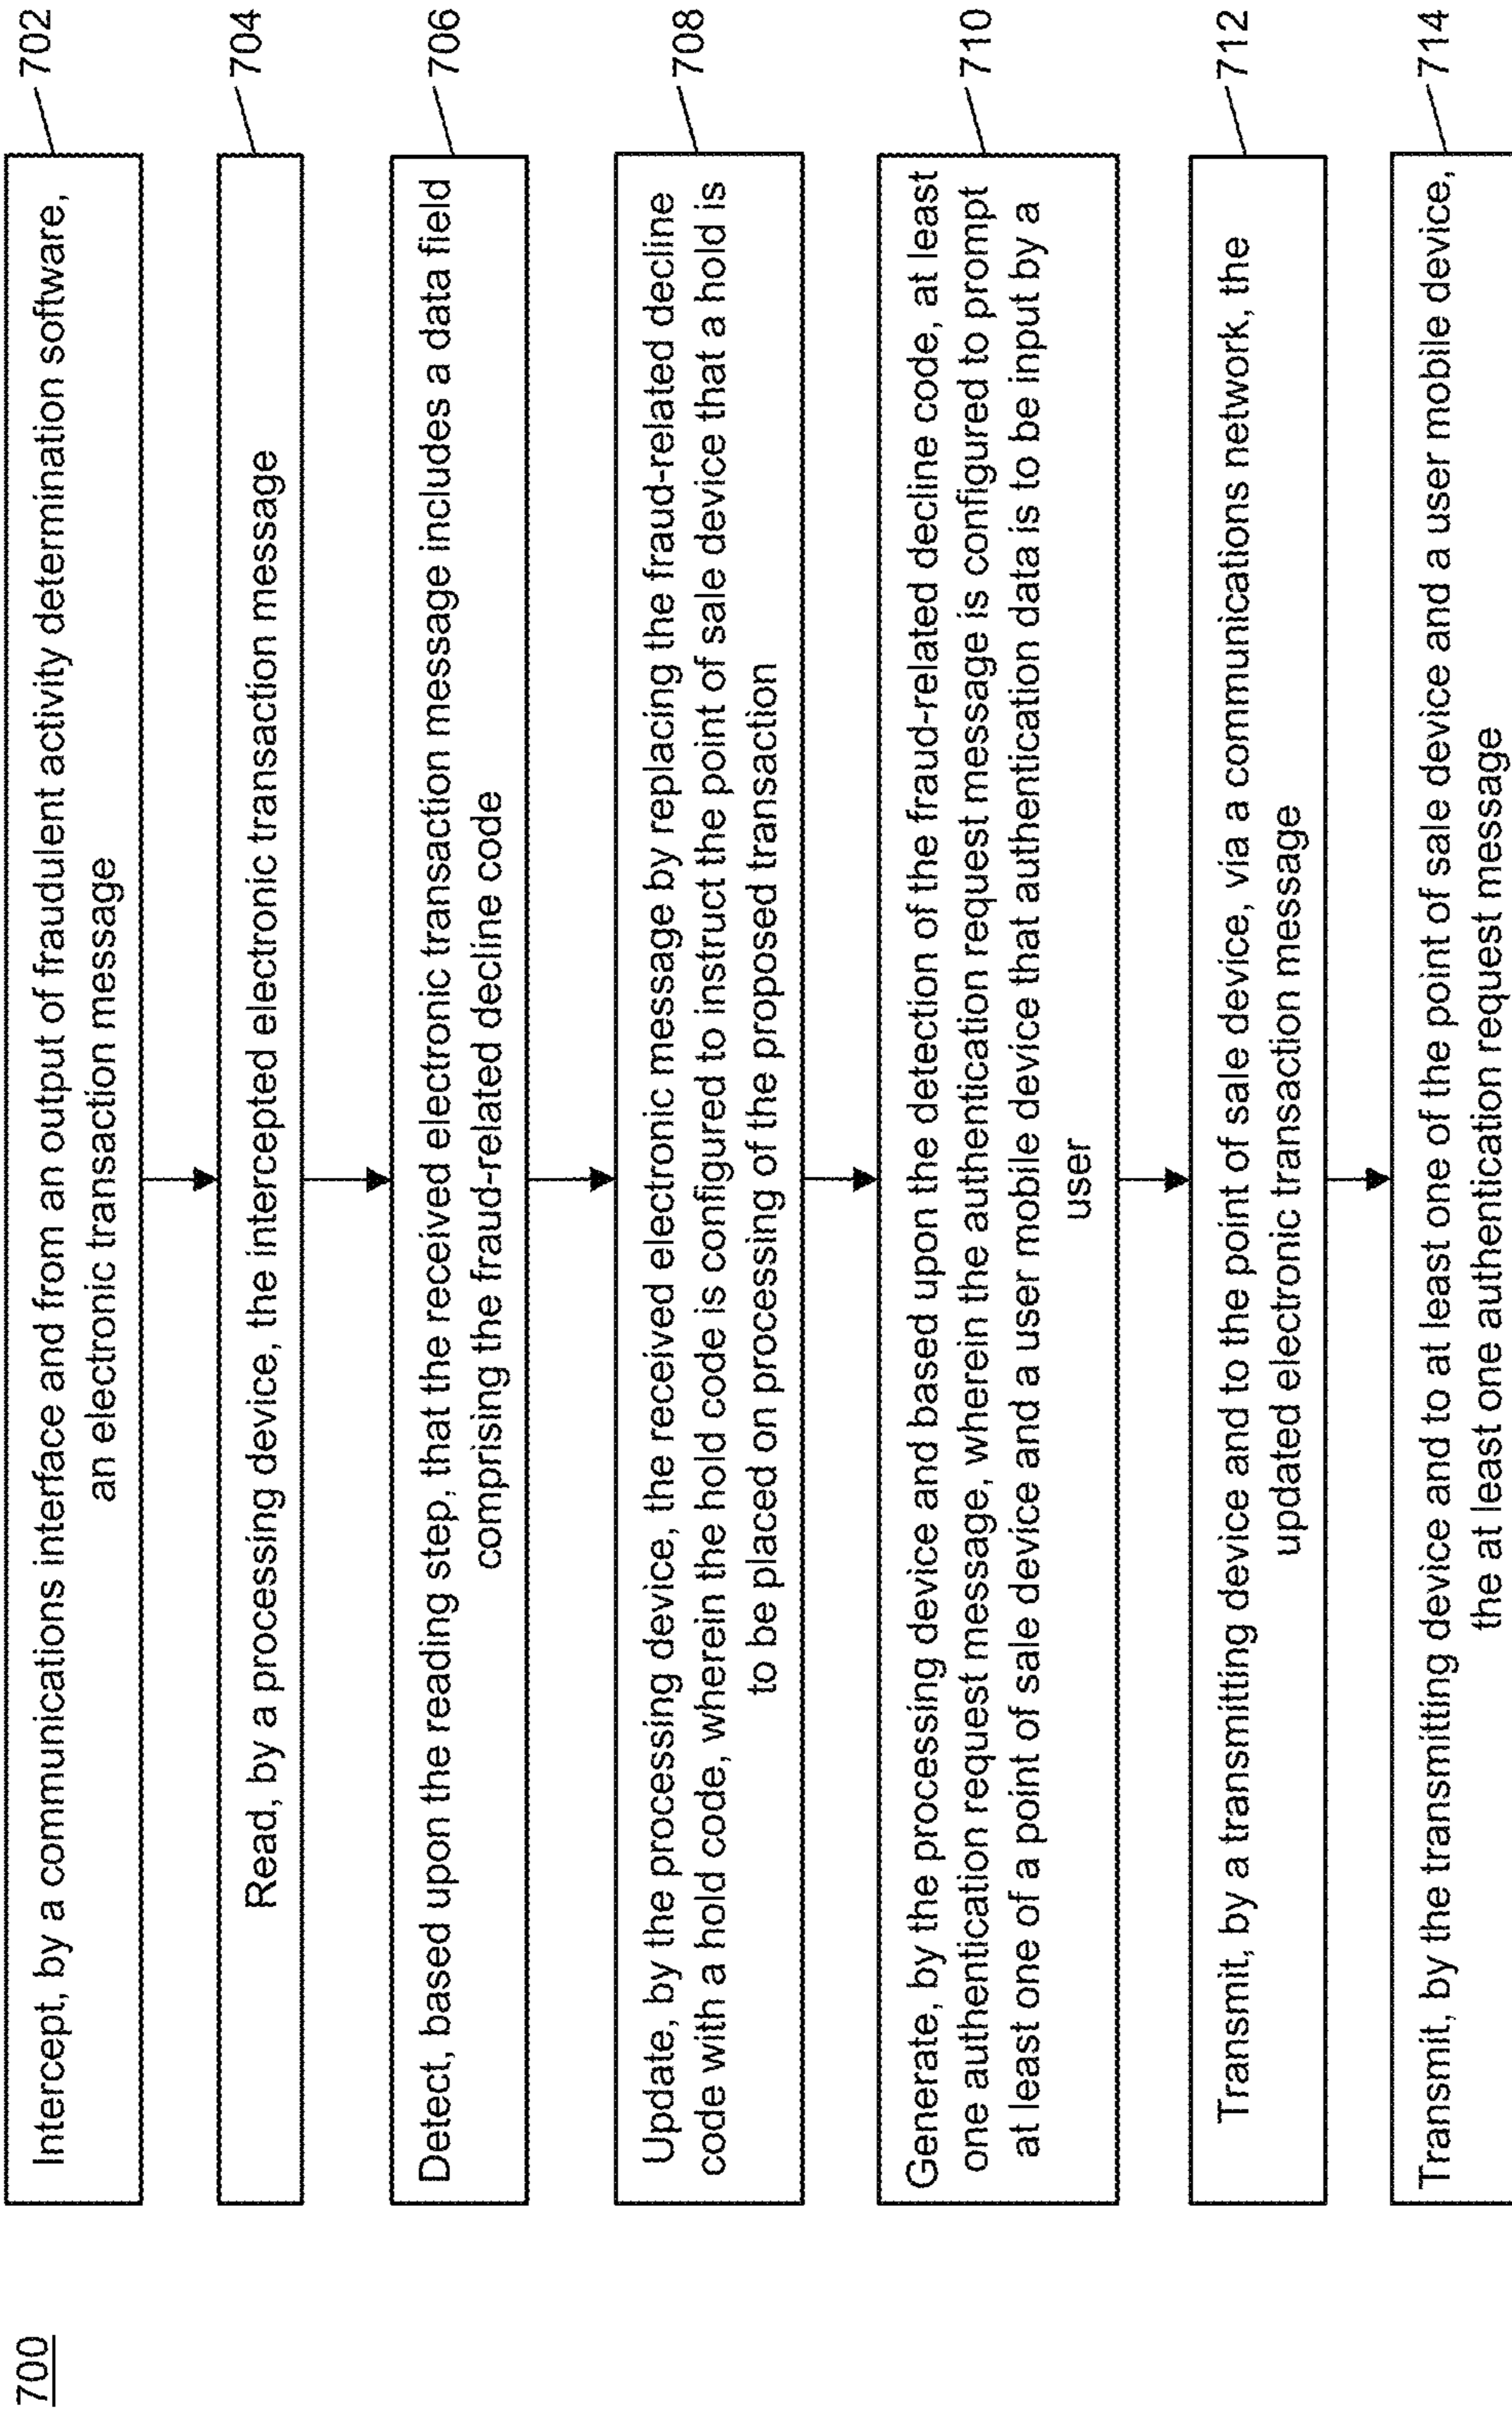 700
702
Intercept, by a communications interface and from an output of fraudulent activity determination software,
an electronic transaction message
704
Read, by a processing device, the intercepted electronic transaction message
706
Detect, based upon the reading step, that the received electronic transaction message includes a data field
comprising the fraud-related decline code
708
Update, by the processing device, the received electronic message by replacing the fraud-related decline
code with a hold code, wherein the hold code is configured to instruct the point of sale device that a hold is
to be placed on processing of the proposed transaction
710
Generate, by the processing device and based upon the detection of the fraud-related decline code, at least
one authentication request message, wherein the authentication request message is configured to prompt
at least one of a point of sale device and a user mobile device that authentication data is to be input by a
user
712
Transmit, by a transmitting device and to the point of sale device, via a communications network, the
updated electronic transaction message
714
Transmit, by the transmitting device and to at least one of the point of sale device and a user mobile device,
the at least one authentication request message